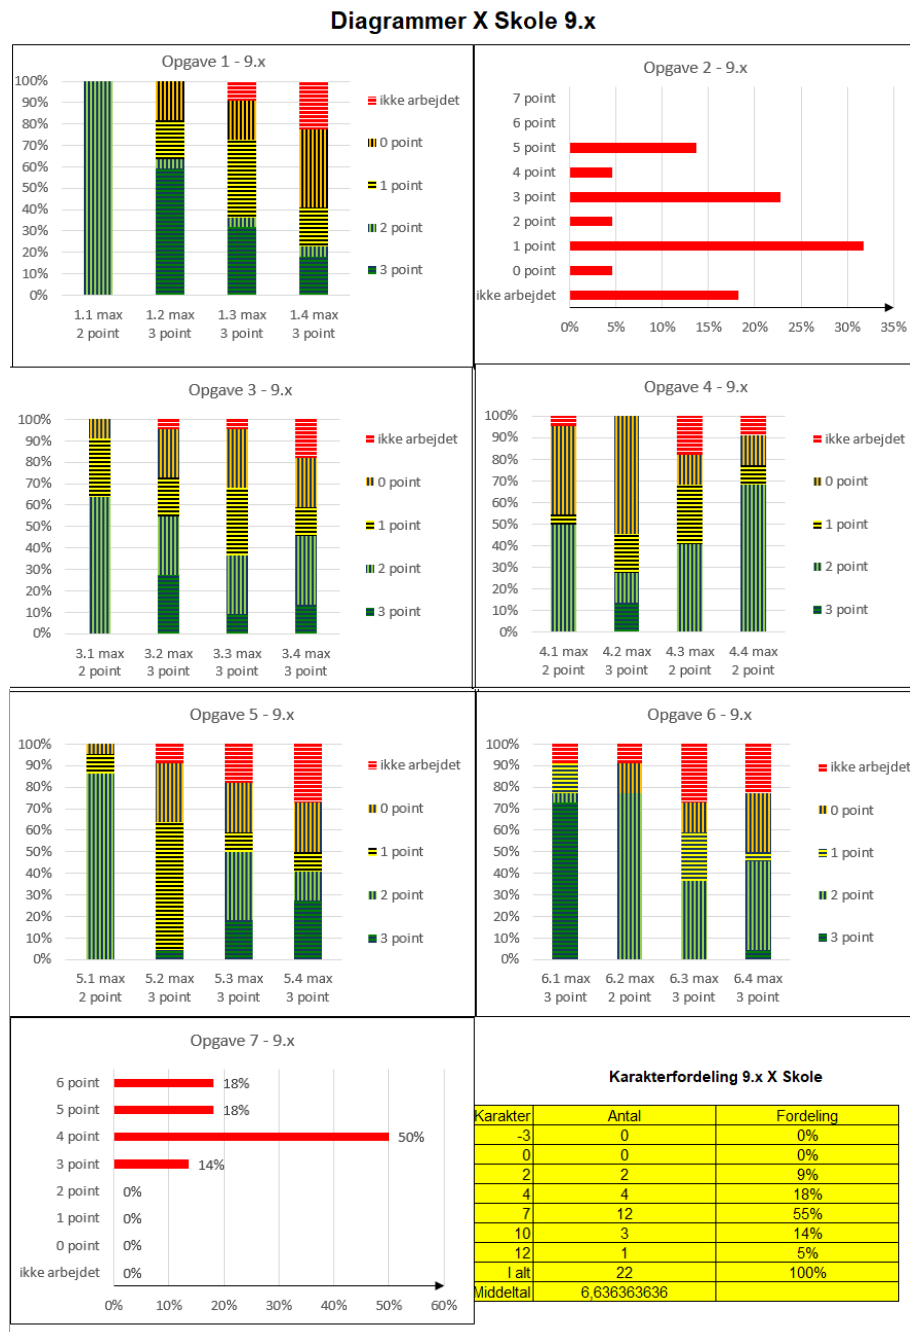 Diagrammer X Skole 9.x
Opgave 1 - 9.x
100%
90%
80%
70%
60%
50%
40%
30%
20%
10%
0%
1.1 max
2 point
1.2 max
3 point
1.3 max
3 point
1.4 max
3 point
ikke arbejdet
0 point
1 point
2 point
3 point
Opgave 2 - 9.x
7 point
6 point
5 point
4 point
3 point
2 point
1 point
0 point
ikke arbejdet
0% 5% 10% 15% 20% 25% 30% 35%
Opgave 3 - 9.x
100%
90%
80%
70%
60%
50%
40%
30%
20%
10%
0%
3.1 max
2 point
3.2 max
3 point
3.3 max
3 point
3.4 max
3 point
ikke arbejdet
0 point
1 point
2 point
3 point
Opgave 4 - 9.x
100%
90%
80%
70%
60%
50%
40%
30%
20%
10%
0%
4.1 max
2 point
4.2 max
3 point
4.3 max
2 point
4.4 max
2 point
ikke arbejdet
0 point
1 point
2 point
3 point
Opgave 5 - 9.x
100%
90%
80%
70%
60%
50%
40%
30%
20%
10%
0%
5.1 max
2 point
5.2 max
3 point
5.3 max
3 point
5.4 max
3 point
ikke arbejdet
0 point
1 point
2 point
3 point
Opgave 6 - 9.x
100%
90%
80%
70%
60%
50%
40%
30%
20%
10%
0%
6.1 max
3 point
6.2 max
2 point
6.3 max
3 point
6.4 max
3 point
ikke arbejdet
0 point
1 point
2 point
3 point
Opgave 7 - 9.x
6 point 18%
5 point 18%
4 point 50%
3 point 14%
2 point 0%
1 point 0%
0 point 0%
ikke arbejdet 0%
0% 10% 20% 30% 40% 50% 60%
Karakterfordeling 9.x X Skole
Karakter Antal Fordeling
-3 0 0%
0 0 0%
2 2 9%
4 4 18%
7 12 55%
10 3 14%
12 1 5%
I alt 22 100%
Middeltal 6,636363636